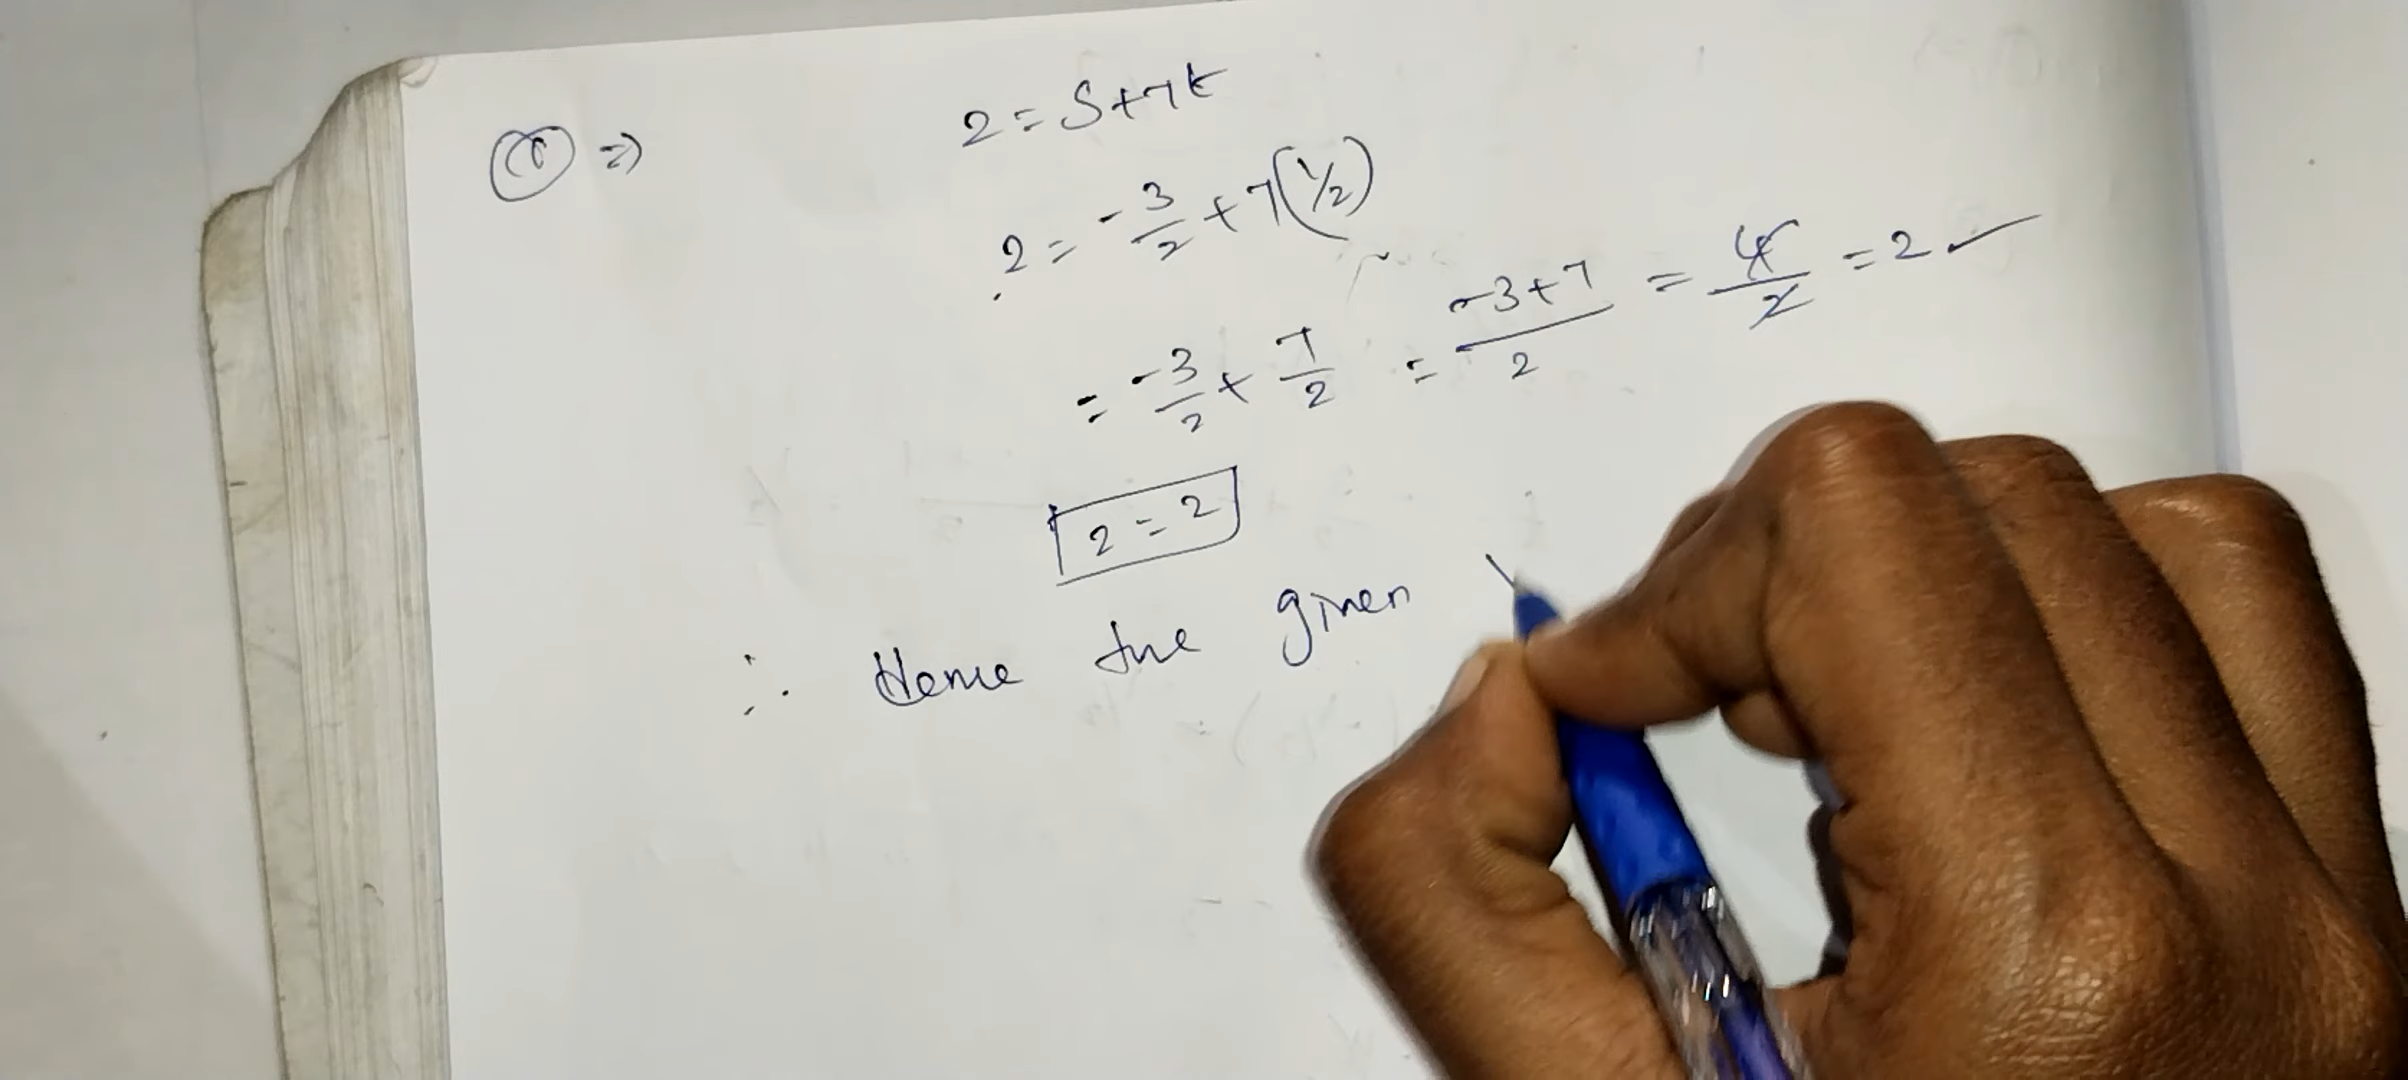 ⇒ 2 = S+7t
2 = -3/2 + 7(1/2)
= -3/2 + 7/2 = -3+7/2 = 4/2 = 2 ✓
2 = 2
∴ Hence the given